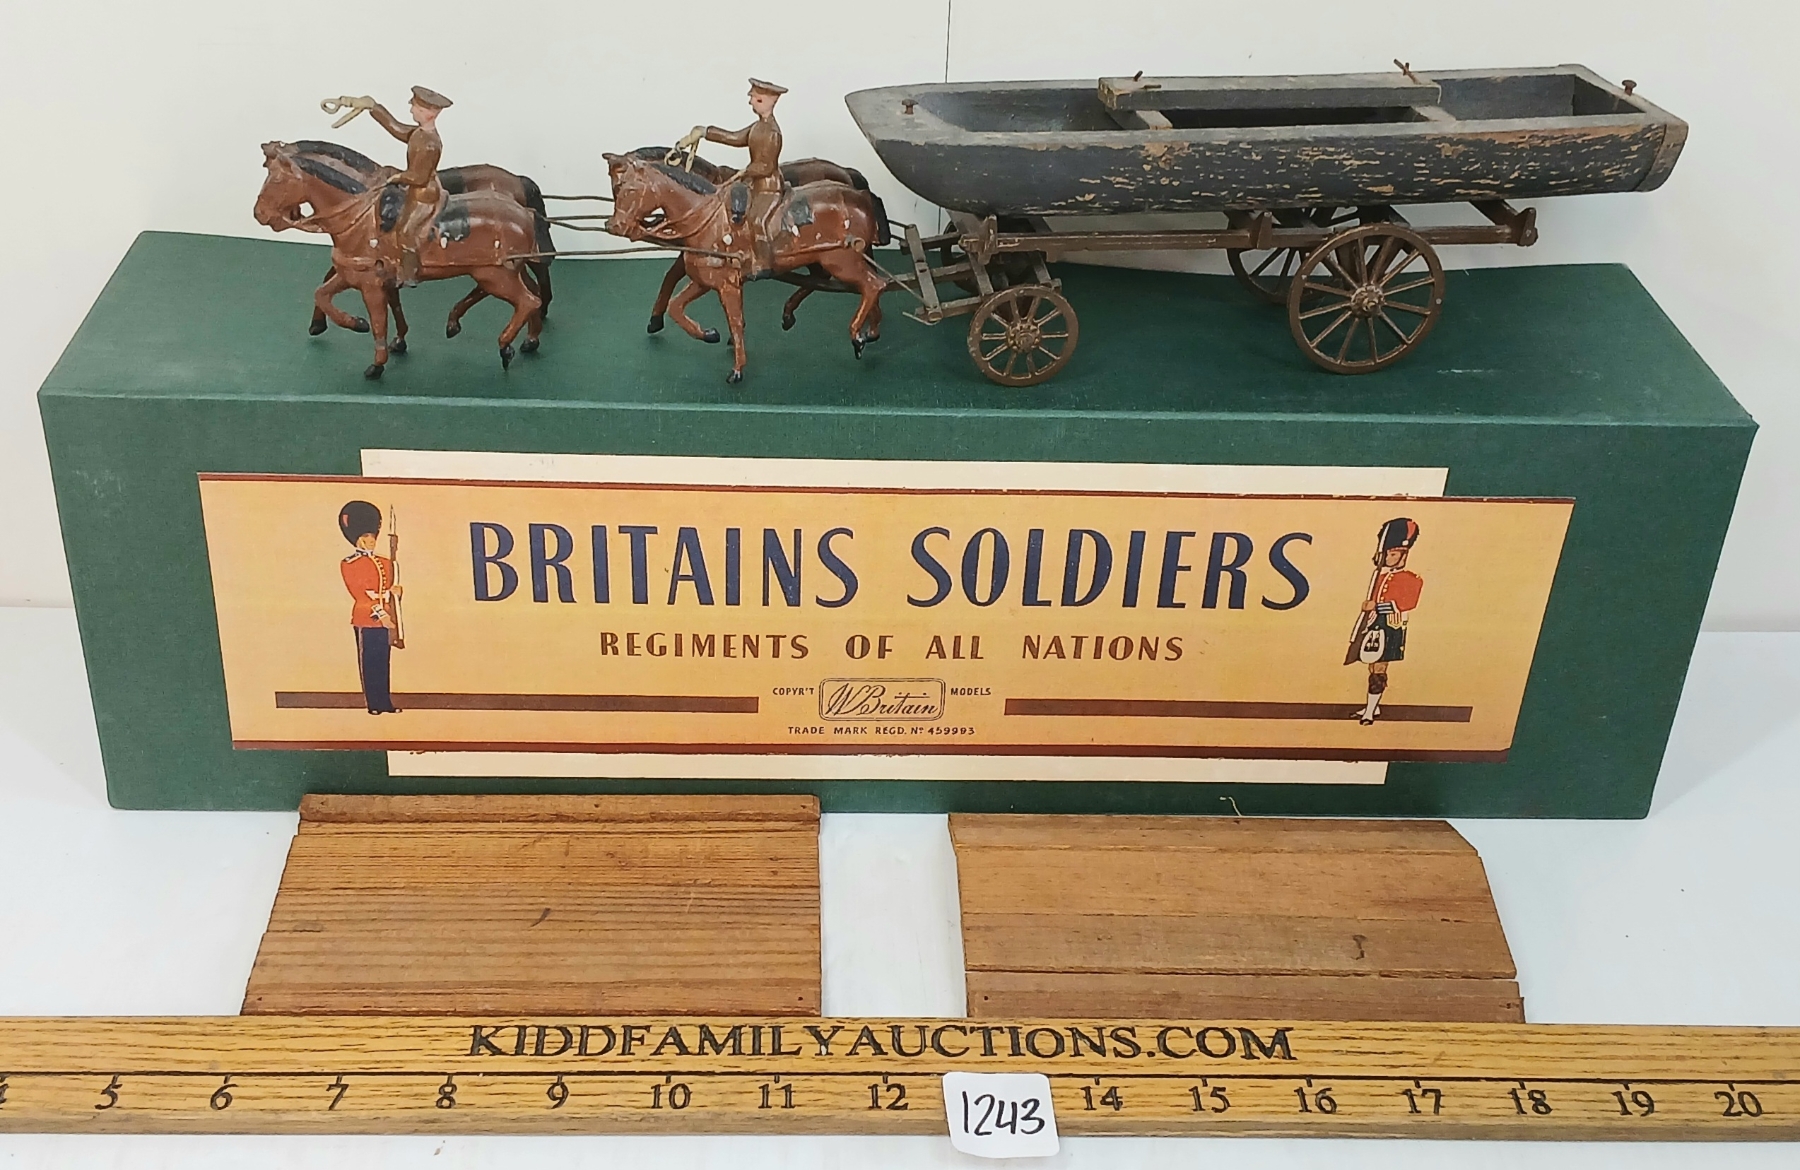 BRITAINS SOLDIERS
REGIMENTS OF ALL NATIONS
COPYR'T W Britain MODELS
TRADE MARK REGD. Nº 459993
KIDDFAMILYAUCTIONS.COM
5 6 7 8 9 10 11 12 14 15 16 17 18 19 20
1243